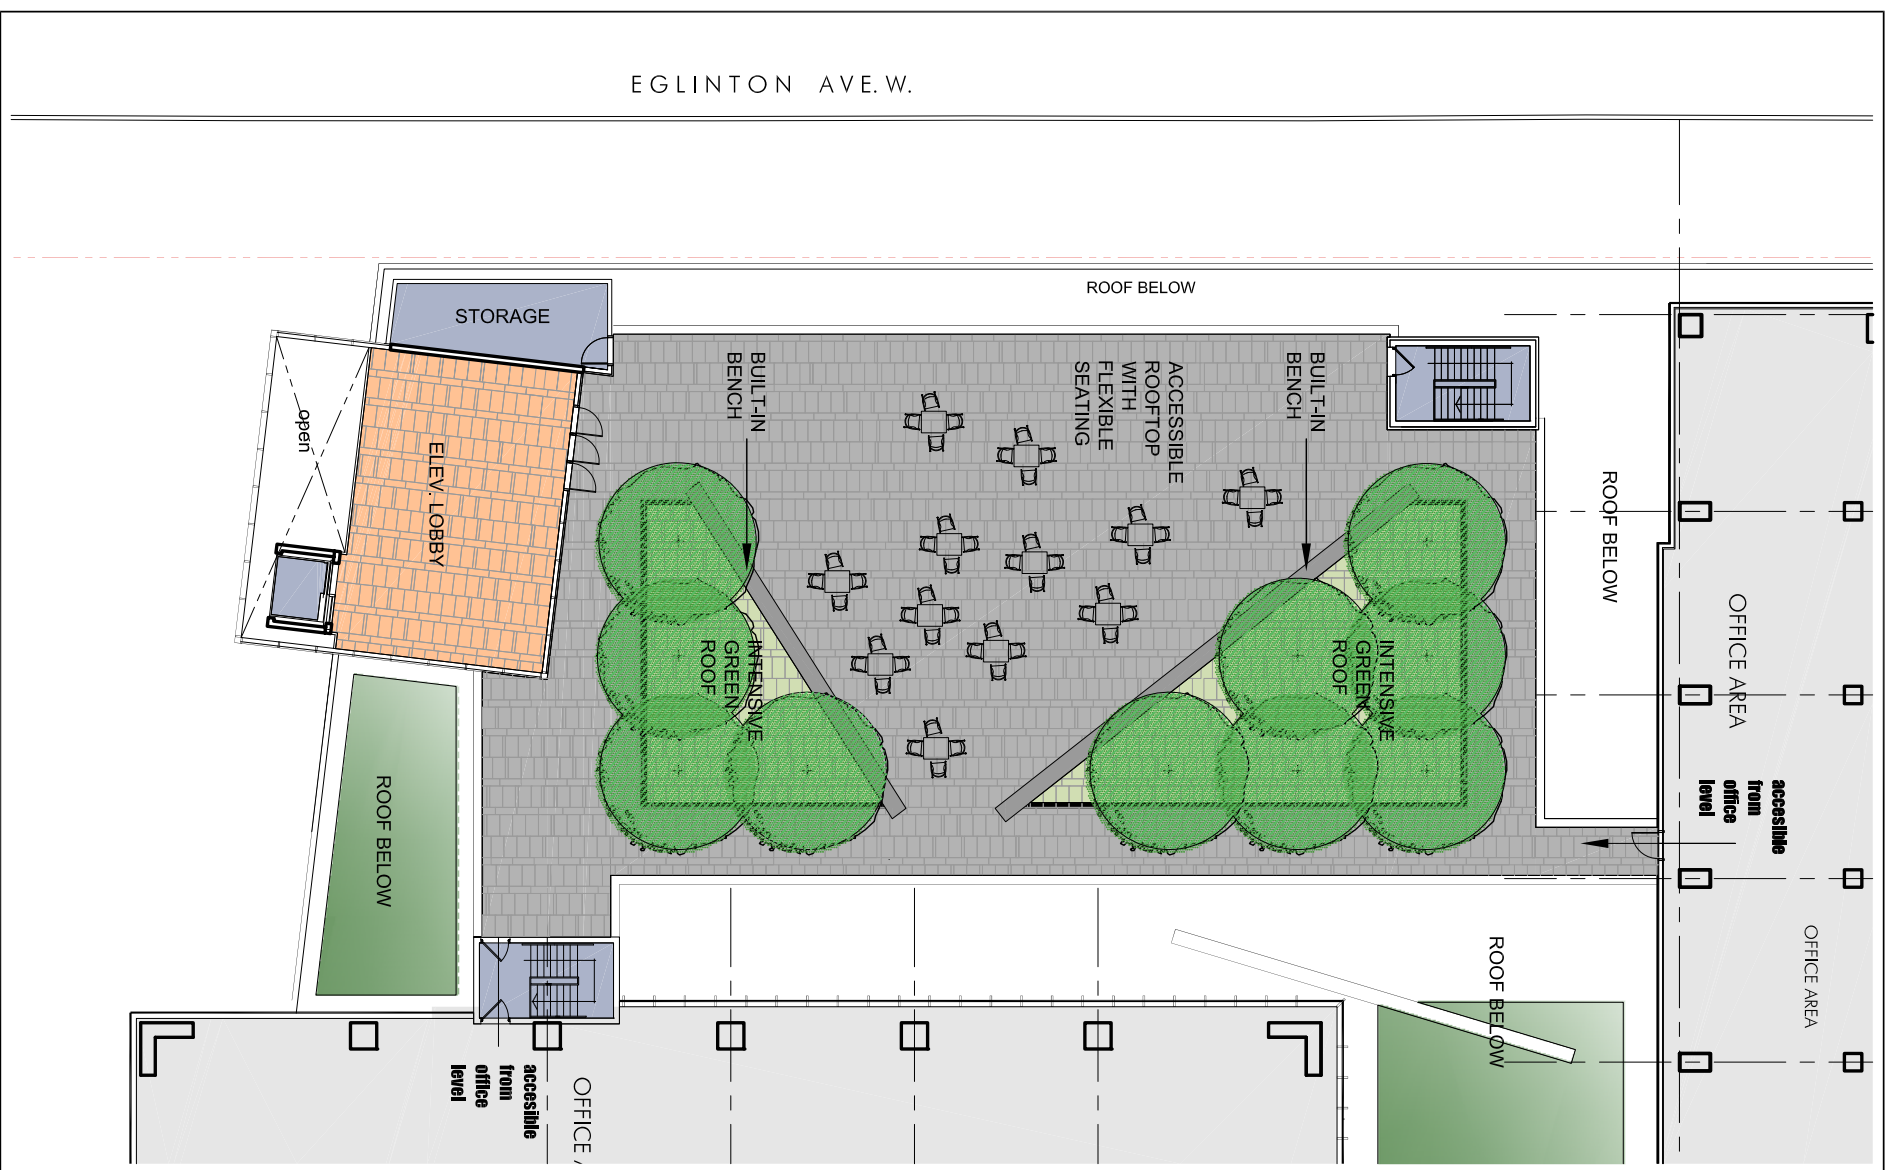 EGLINTON AVE. W.
ROOF BELOW
STORAGE
open
ELEV. LOBBY
BUILT-IN
BENCH
ACCESSIBLE
ROOFTOP
WITH
FLEXIBLE
SEATING
BUILT-IN
BENCH
ROOF BELOW
INTENSIVE
GREEN
ROOF
INTENSIVE
GREEN
ROOF
OFFICE AREA
accesible
from
office
level
ROOF BELOW
OFFICE AREA
ROOF BELOW
accesible
from
office
level
OFFICE